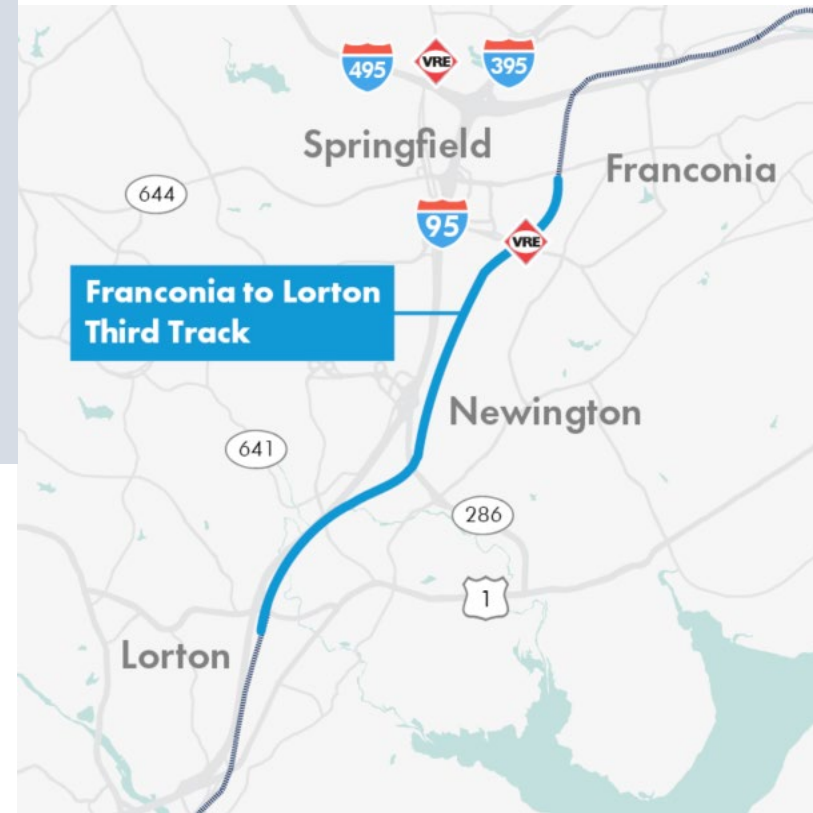 495
VRE
395
Springfield
Franconia
644
95
VRE
Franconia to Lorton
Third Track
Newington
641
286
1
Lorton